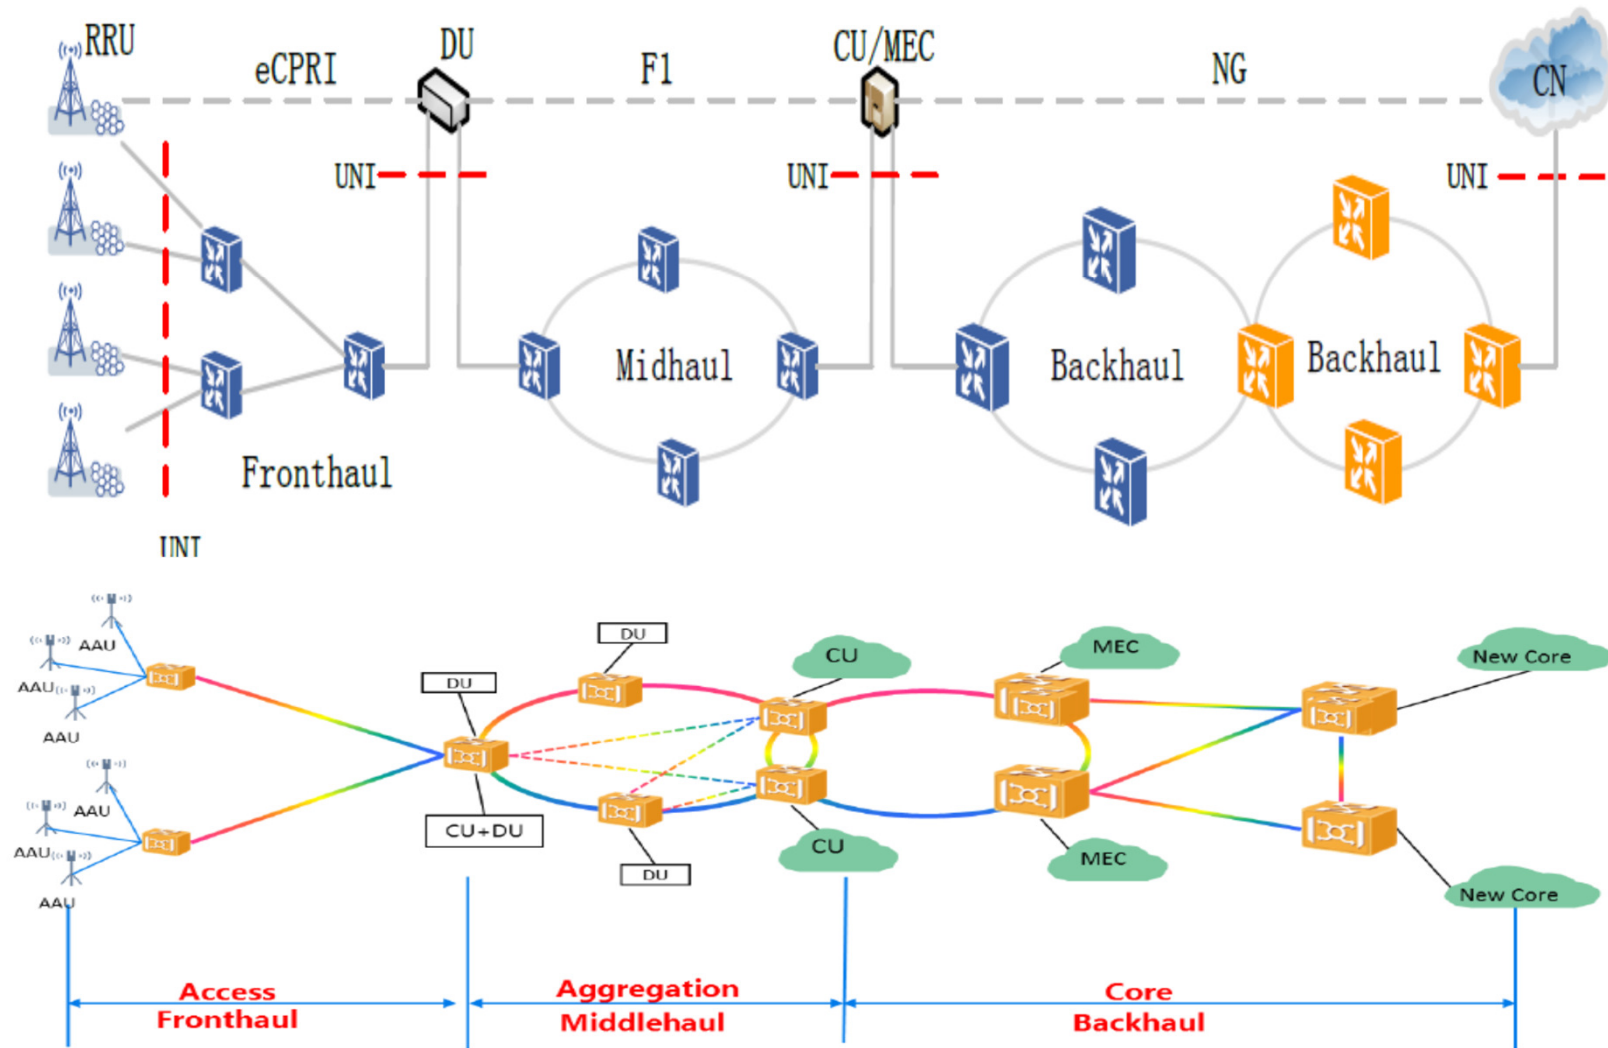 RRU
eCPRI
DU
F1
CU/MEC
NG
CN
UNI
UNI
UNI
Midhaul
Backhaul
Backhaul
Fronthaul
UNI
AAU
AAU
AAU
DU
DU
CU
MEC
New Core
AAU
AAU
AAU
CU+DU
DU
CU
MEC
New Core
Access
Fronthaul
Aggregation
Middlehaul
Core
Backhaul